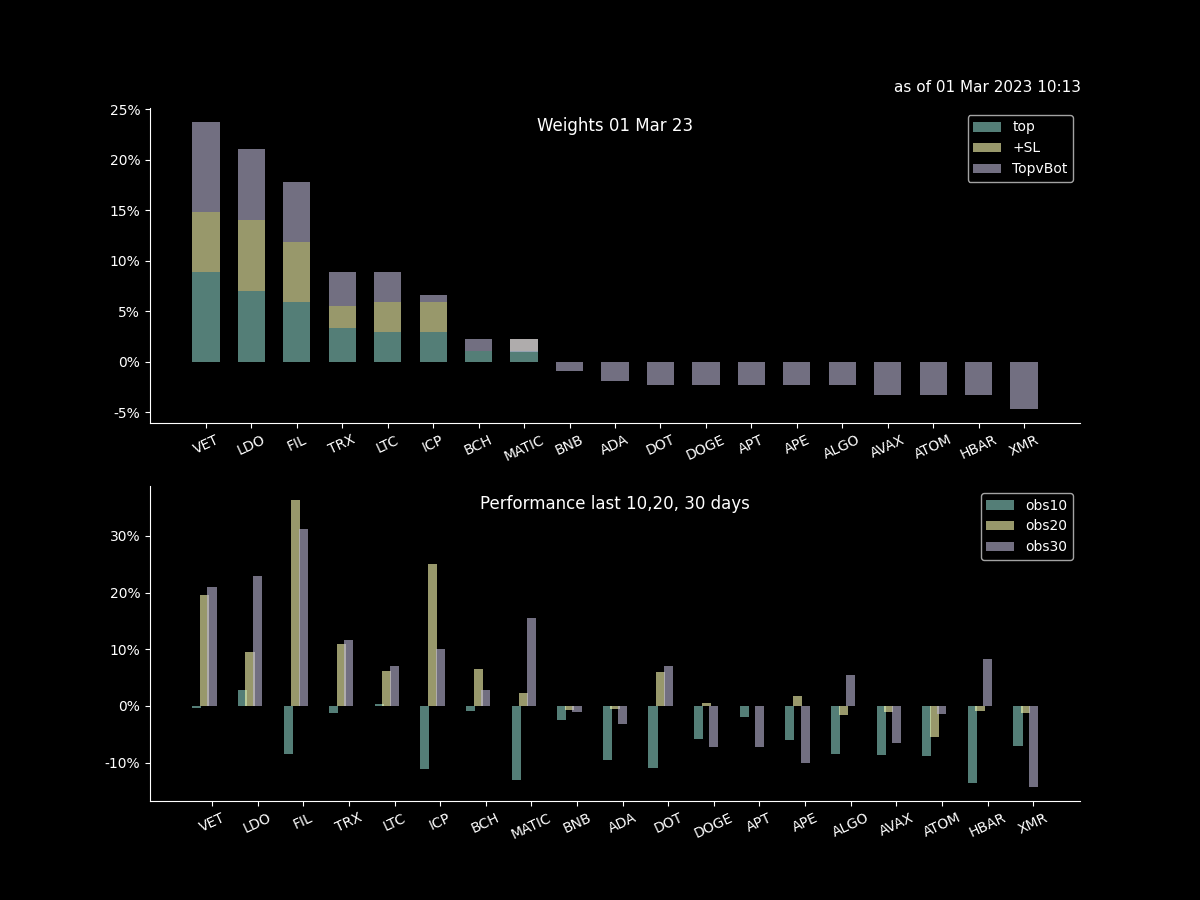 as of 01 Mar 2023 10:13
Weights 01 Mar 23
top
+SL
TopvBot
25%
20%
15%
10%
5%
0%
-5%
VET LDO FIL TRX LTC ICP BCH MATIC BNB ADA DOT DOGE APT APE ALGO AVAX ATOM HBAR XMR
Performance last 10,20, 30 days
obs10
obs20
obs30
30%
20%
10%
0%
-10%
VET LDO FIL TRX LTC ICP BCH MATIC BNB ADA DOT DOGE APT APE ALGO AVAX ATOM HBAR XMR